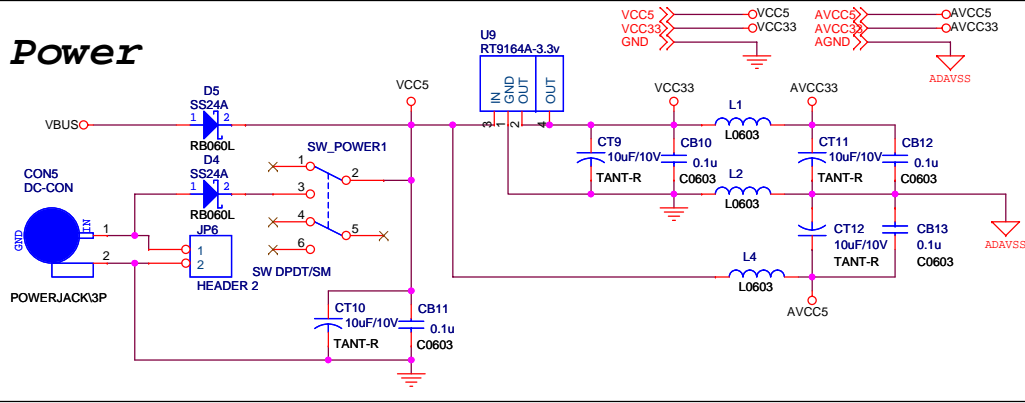 Power
VCC5
VCC33
GND
VCC5
VCC33
AVCC5
AVCC33
AGND
AVCC5
AVCC33
ADAVSS
U9
RT9164A-3.3v
IN
GND
OUT
OUT
3
1
2
4
D5
SS24A
1 2
RB060L
VBUS
VCC5
VCC33
L1
L0603
AVCC33
D4
SS24A
1 2
RB060L
SW_POWER1
1
2
3
4
5
6
SW DPDT/SM
CON5
DC-CON
GND
IN
1
2
POWERJACK\3P
JP6
1
2
HEADER 2
CT9
10uF/10V
TANT-R
CB10
0.1u
C0603
L2
L0603
CT11
10uF/10V
TANT-R
CB12
0.1u
C0603
ADAVSS
CT12
10uF/10V
TANT-R
CB13
0.1u
C0603
L4
L0603
AVCC5
CT10
10uF/10V
TANT-R
CB11
0.1u
C0603